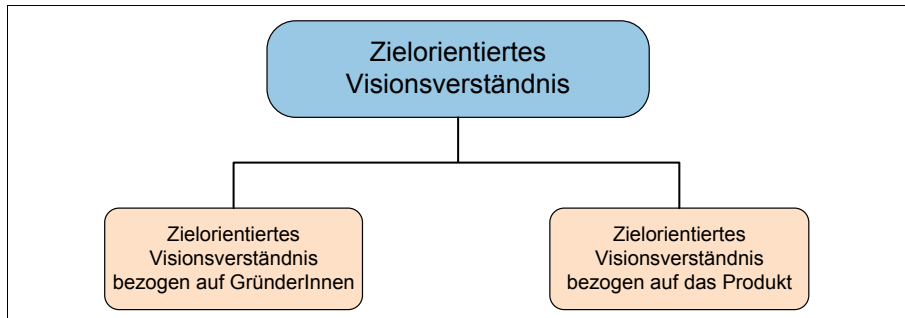 Zielorientiertes
Visionsverständnis
Zielorientiertes
Visionsverständnis
bezogen auf GründerInnen
Zielorientiertes
Visionsverständnis
bezogen auf das Produkt